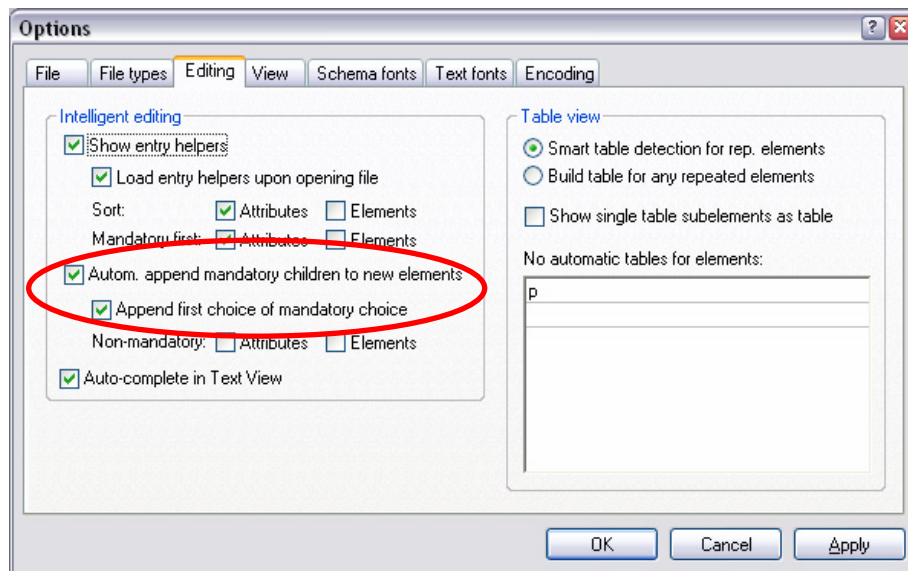 Options
File File types Editing View Schema fonts Text fonts Encoding
Intelligent editing
Show entry helpers
Load entry helpers upon opening file
Sort: Attributes Elements
Mandatory first: Attributes Elements
Autom. append mandatory children to new elements
Append first choice of mandatory choice
Non-mandatory: Attributes Elements
Auto-complete in Text View
Table view
Smart table detection for rep. elements
Build table for any repeated elements
Show single table subelements as table
No automatic tables for elements:
p
OK Cancel Apply